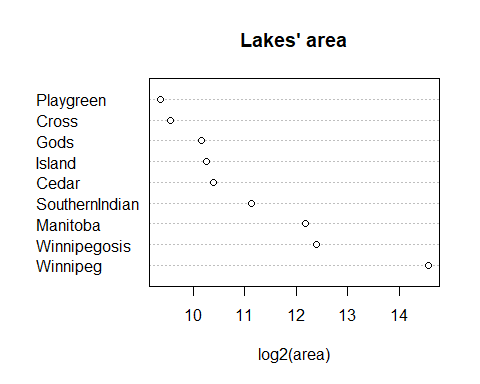 Lakes' area
Playgreen
Cross
Gods
Island
Cedar
SouthernIndian
Manitoba
Winnipegosis
Winnipeg
10 11 12 13 14
log2(area)